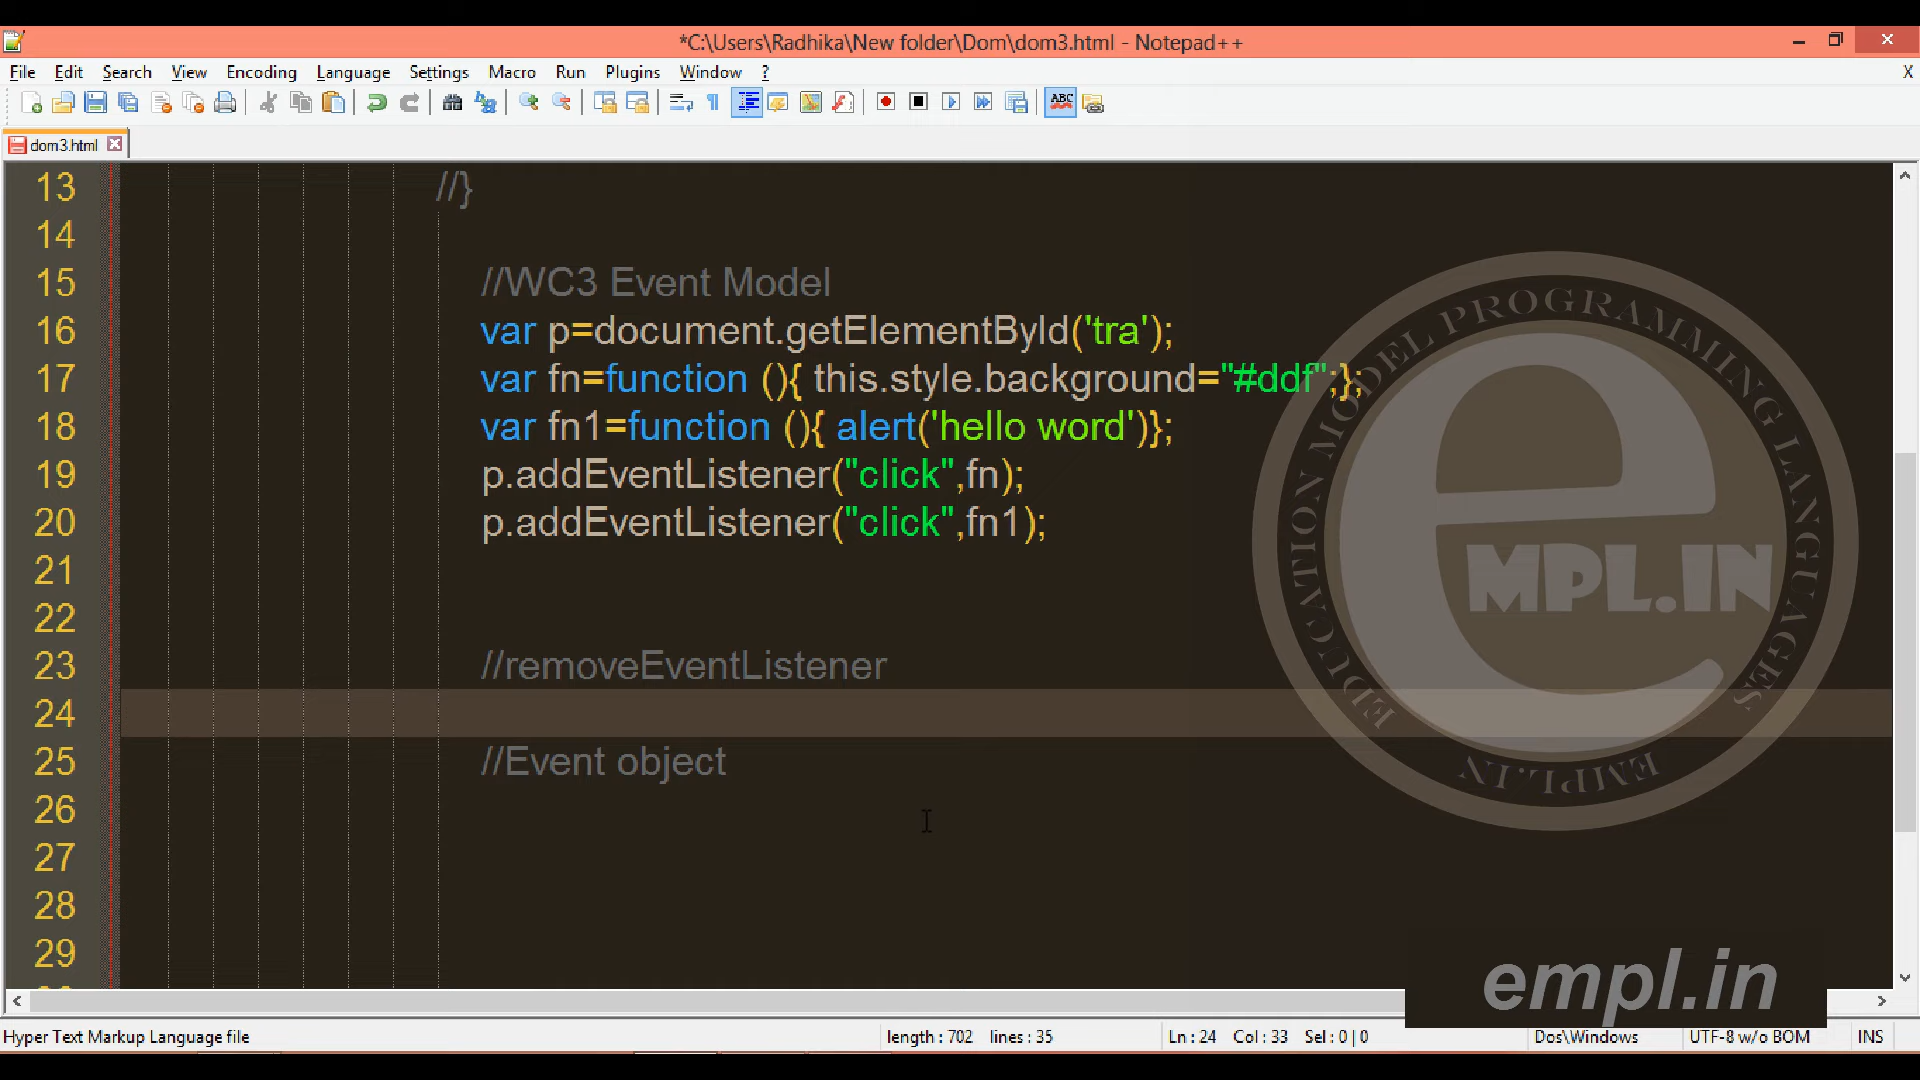 *C:\Users\Radhika\New folder\Dom\dom3.html - Notepad++
File Edit Search View Encoding Language Settings Macro Run Plugins Window ? X
ABC
dom3.html
13 //}
14
15 //WC3 Event Model
16 var p=document.getElementById('tra');
17 var fn=function (){ this.style.background="#ddf";};
18 var fn1=function (){ alert('hello word')};
19 p.addEventListener("click",fn);
20 p.addEventListener("click",fn1);
21
22
23 //removeEventListener
24
25 //Event object
26
27
28
29
EDUCATION MODEL PROGRAMMING LANGUAGES
eMPL.IN
EMPL.IN
empl.in
Hyper Text Markup Language file length : 702 lines : 35 Ln : 24 Col : 33 Sel : 0 | 0 Dos\Windows UTF-8 w/o BOM INS